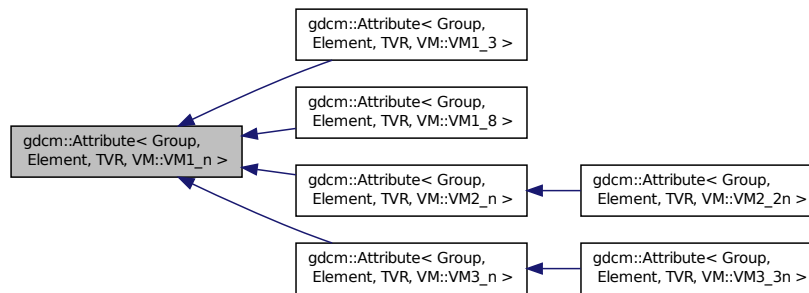 gdcm::Attribute< Group,
Element, TVR, VM::VM1_3 >
gdcm::Attribute< Group,
Element, TVR, VM::VM1_8 >
gdcm::Attribute< Group,
Element, TVR, VM::VM1_n >
gdcm::Attribute< Group,
Element, TVR, VM::VM2_n >
gdcm::Attribute< Group,
Element, TVR, VM::VM2_2n >
gdcm::Attribute< Group,
Element, TVR, VM::VM3_n >
gdcm::Attribute< Group,
Element, TVR, VM::VM3_3n >